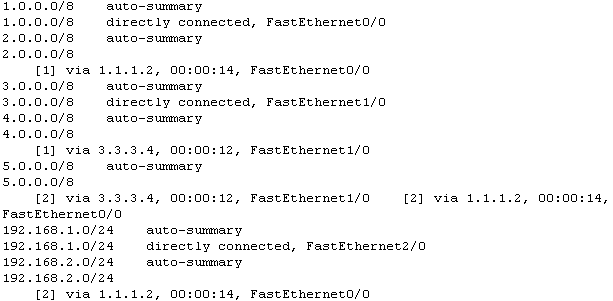 1.0.0.0/8    auto-summary
1.0.0.0/8    directly connected, FastEthernet0/0
2.0.0.0/8    auto-summary
2.0.0.0/8
    [1] via 1.1.1.2, 00:00:14, FastEthernet0/0
3.0.0.0/8    auto-summary
3.0.0.0/8    directly connected, FastEthernet1/0
4.0.0.0/8    auto-summary
4.0.0.0/8
    [1] via 3.3.3.4, 00:00:12, FastEthernet1/0
5.0.0.0/8    auto-summary
5.0.0.0/8
    [2] via 3.3.3.4, 00:00:12, FastEthernet1/0    [2] via 1.1.1.2, 00:00:14,
FastEthernet0/0
192.168.1.0/24    auto-summary
192.168.1.0/24    directly connected, FastEthernet2/0
192.168.2.0/24    auto-summary
192.168.2.0/24
    [2] via 1.1.1.2, 00:00:14, FastEthernet0/0